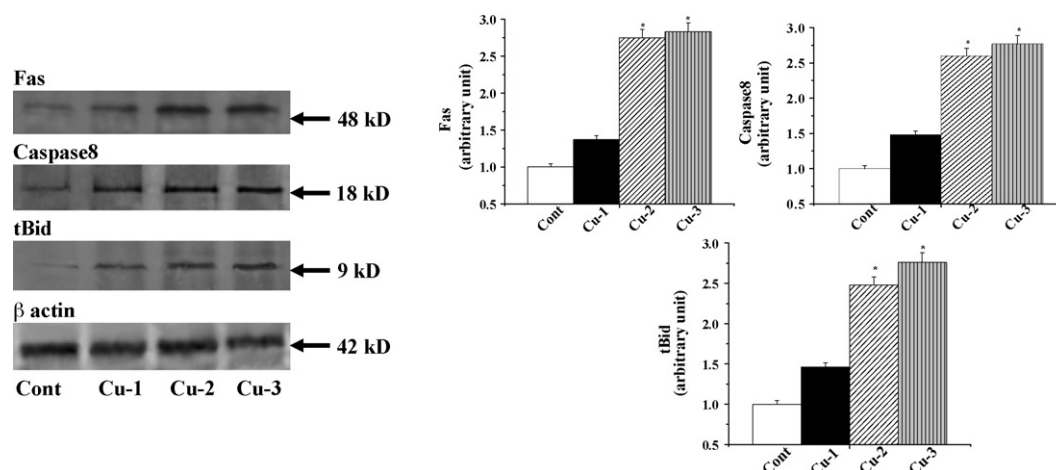 Fas
48 kD
Caspase8
18 kD
tBid
9 kD
β actin
42 kD
Cont Cu-1 Cu-2 Cu-3
Fas
(arbitrary unit)
3.0
2.5
2.0
1.5
1.0
0.5
* *
Cont Cu-1 Cu-2 Cu-3
Caspase8
(arbitrary unit)
3.0
2.5
2.0
1.5
1.0
0.5
* *
Cont Cu-1 Cu-2 Cu-3
tBid
(arbitrary unit)
3.0
2.5
2.0
1.5
1.0
0.5
* *
Cont Cu-1 Cu-2 Cu-3